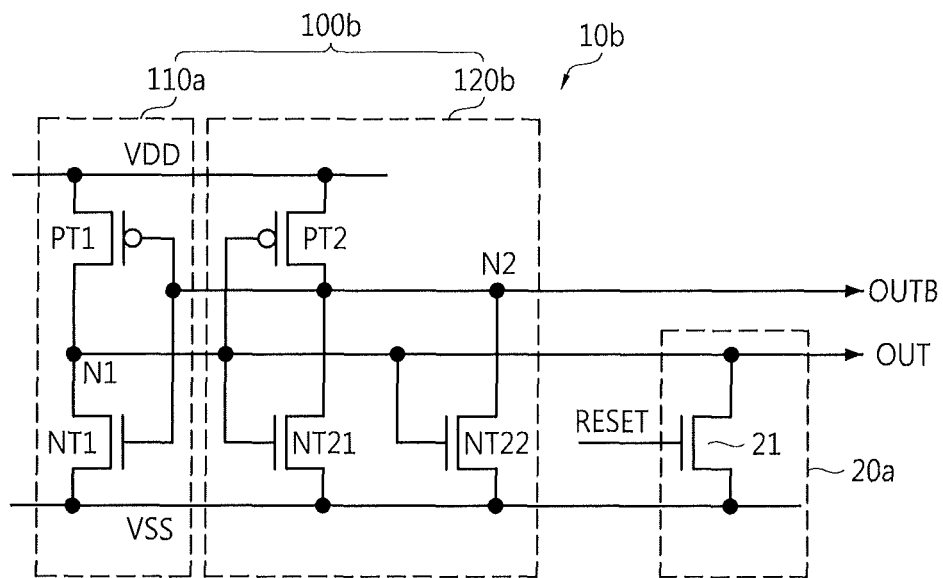 100b
10b
110a
120b
VDD
PT1
PT2
N2
OUTB
OUT
N1
NT1
NT21
NT22
RESET
21
20a
VSS